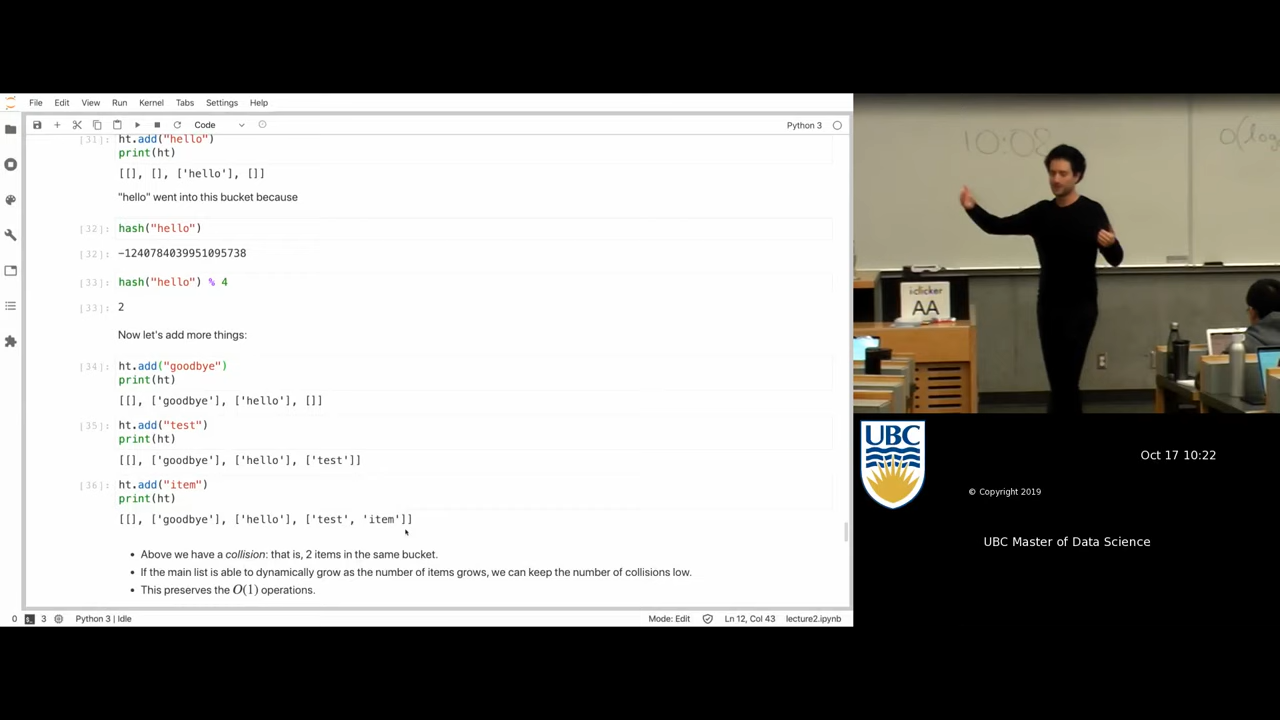 File Edit View Run Kernel Tabs Settings Help
Code
Python 3
[31]: ht.add("hello")
print(ht)
[[], [], ['hello'], []]
"hello" went into this bucket because
[32]: hash("hello")
[32]: -1240784039951095738
[33]: hash("hello") % 4
[33]: 2
Now let's add more things:
[34]: ht.add("goodbye")
print(ht)
[[], ['goodbye'], ['hello'], []]
[35]: ht.add("test")
print(ht)
[[], ['goodbye'], ['hello'], ['test']]
[36]: ht.add("item")
print(ht)
[[], ['goodbye'], ['hello'], ['test', 'item']]
• Above we have a collision: that is, 2 items in the same bucket.
• If the main list is able to dynamically grow as the number of items grows, we can keep the number of collisions low.
• This preserves the O(1) operations.
0 3 Python 3 | Idle
Mode: Edit Ln 12, Col 43 lecture2.ipynb
10:08
O(log
iclicker
AA
UBC
Oct 17 10:22
© Copyright 2019
UBC Master of Data Science